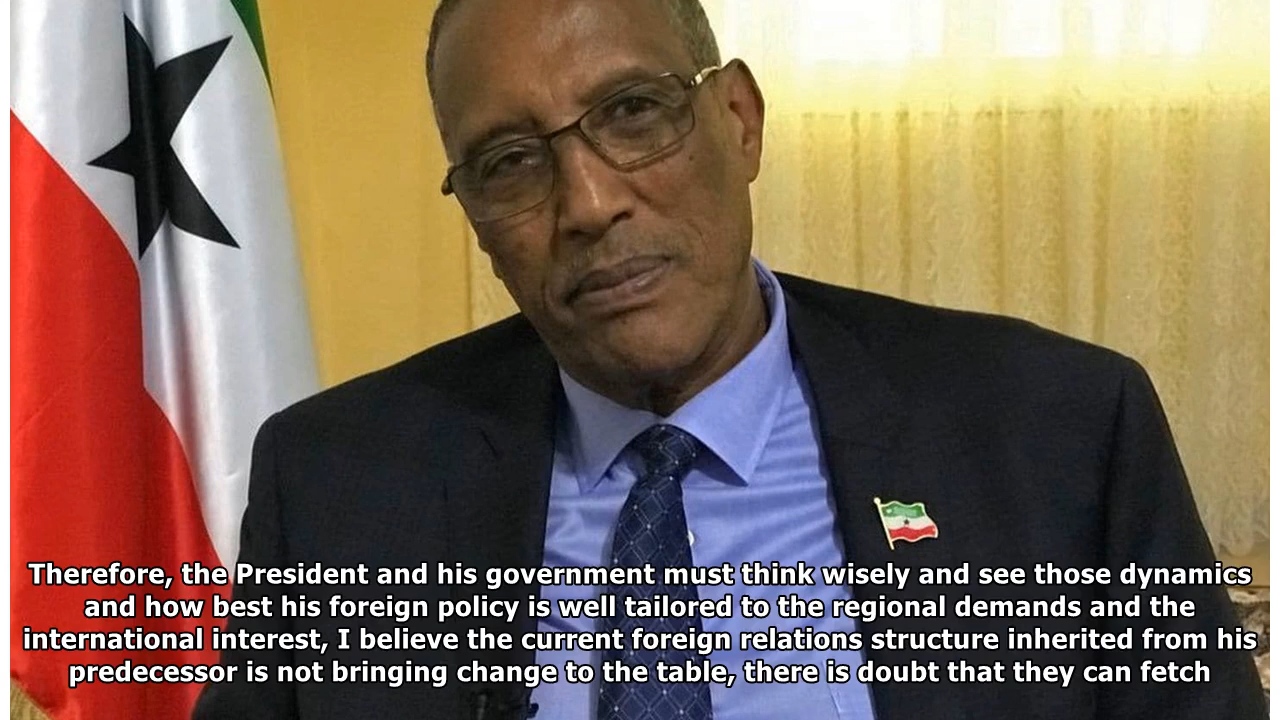 Therefore, the President and his government must think wisely and see those dynamics
and how best his foreign policy is well tailored to the regional demands and the
international interest, I believe the current foreign relations structure inherited from his
predecessor is not bringing change to the table, there is doubt that they can fetch